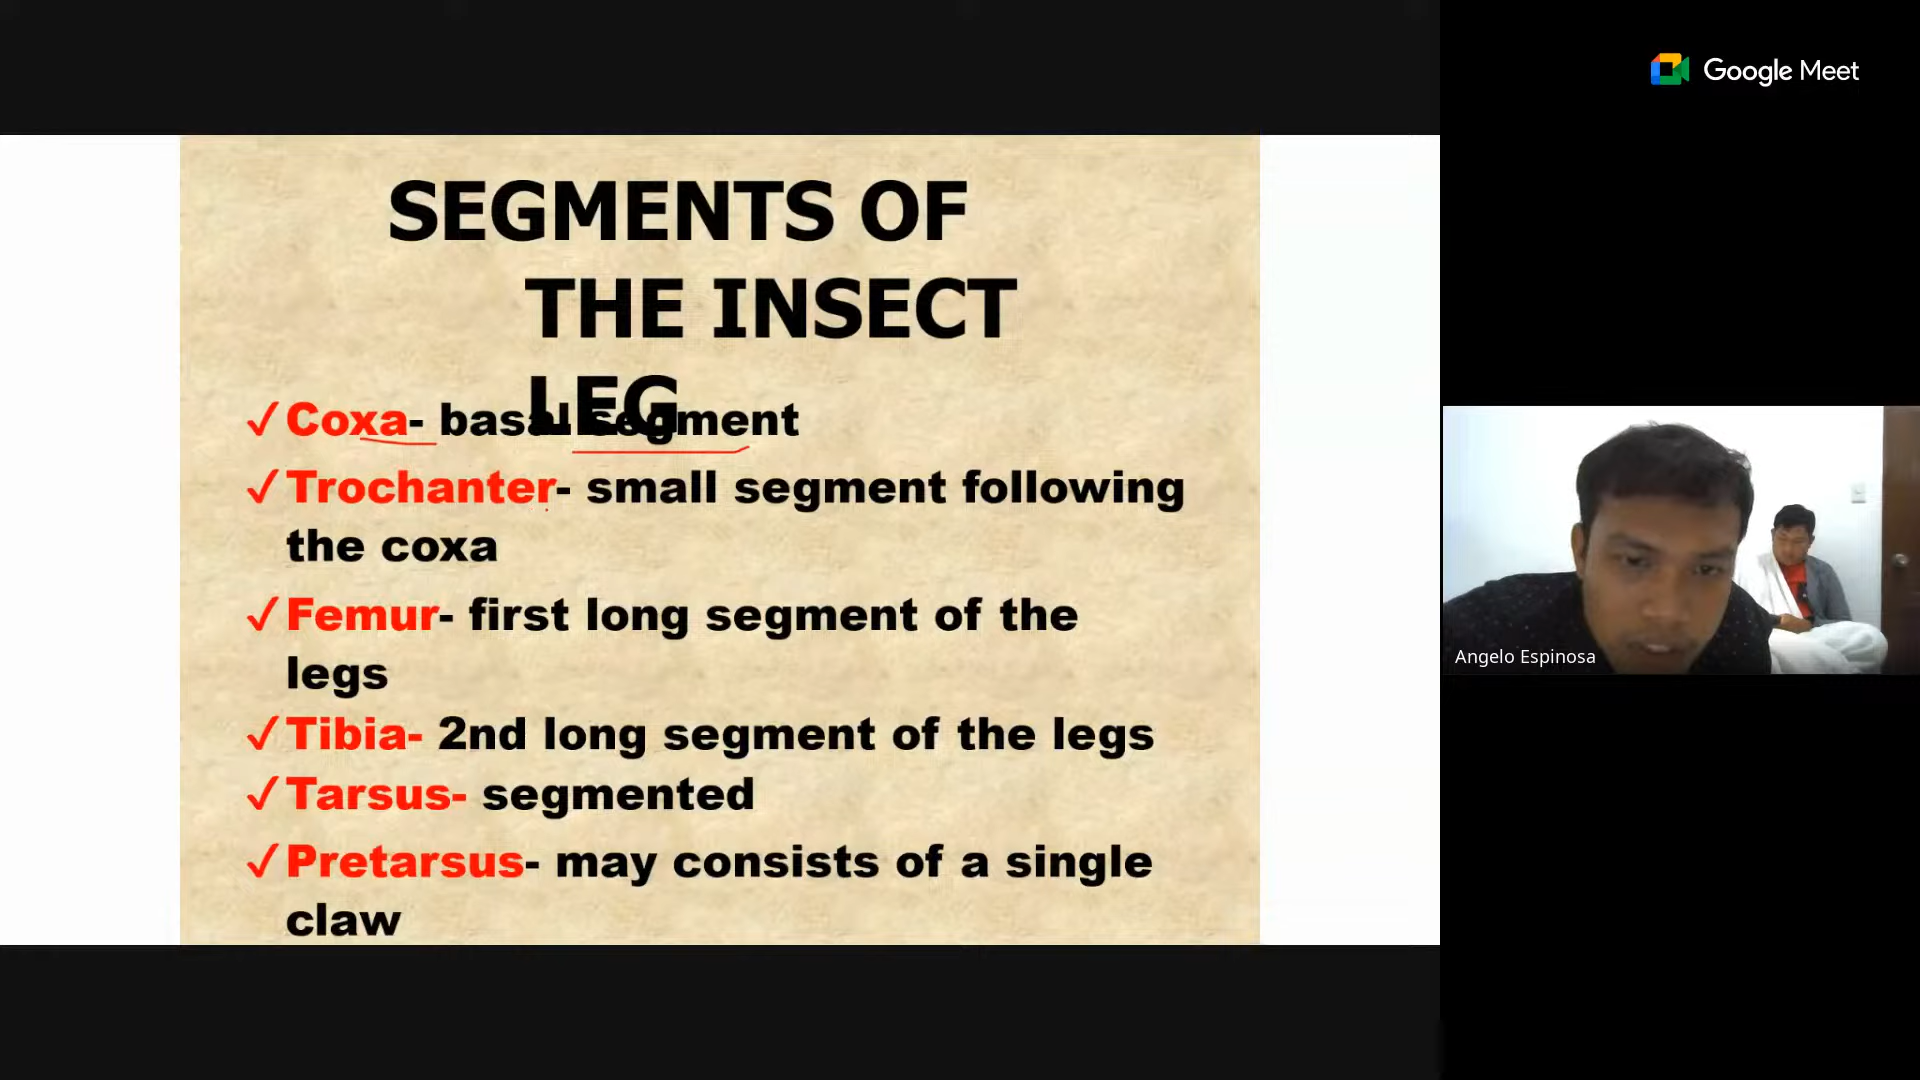 Google Meet
SEGMENTS OF
THE INSECT
LEG
✓Coxa- basal segment
✓Trochanter- small segment following
the coxa
✓Femur- first long segment of the
legs
✓Tibia- 2nd long segment of the legs
✓Tarsus- segmented
✓Pretarsus- may consists of a single
claw
Angelo Espinosa